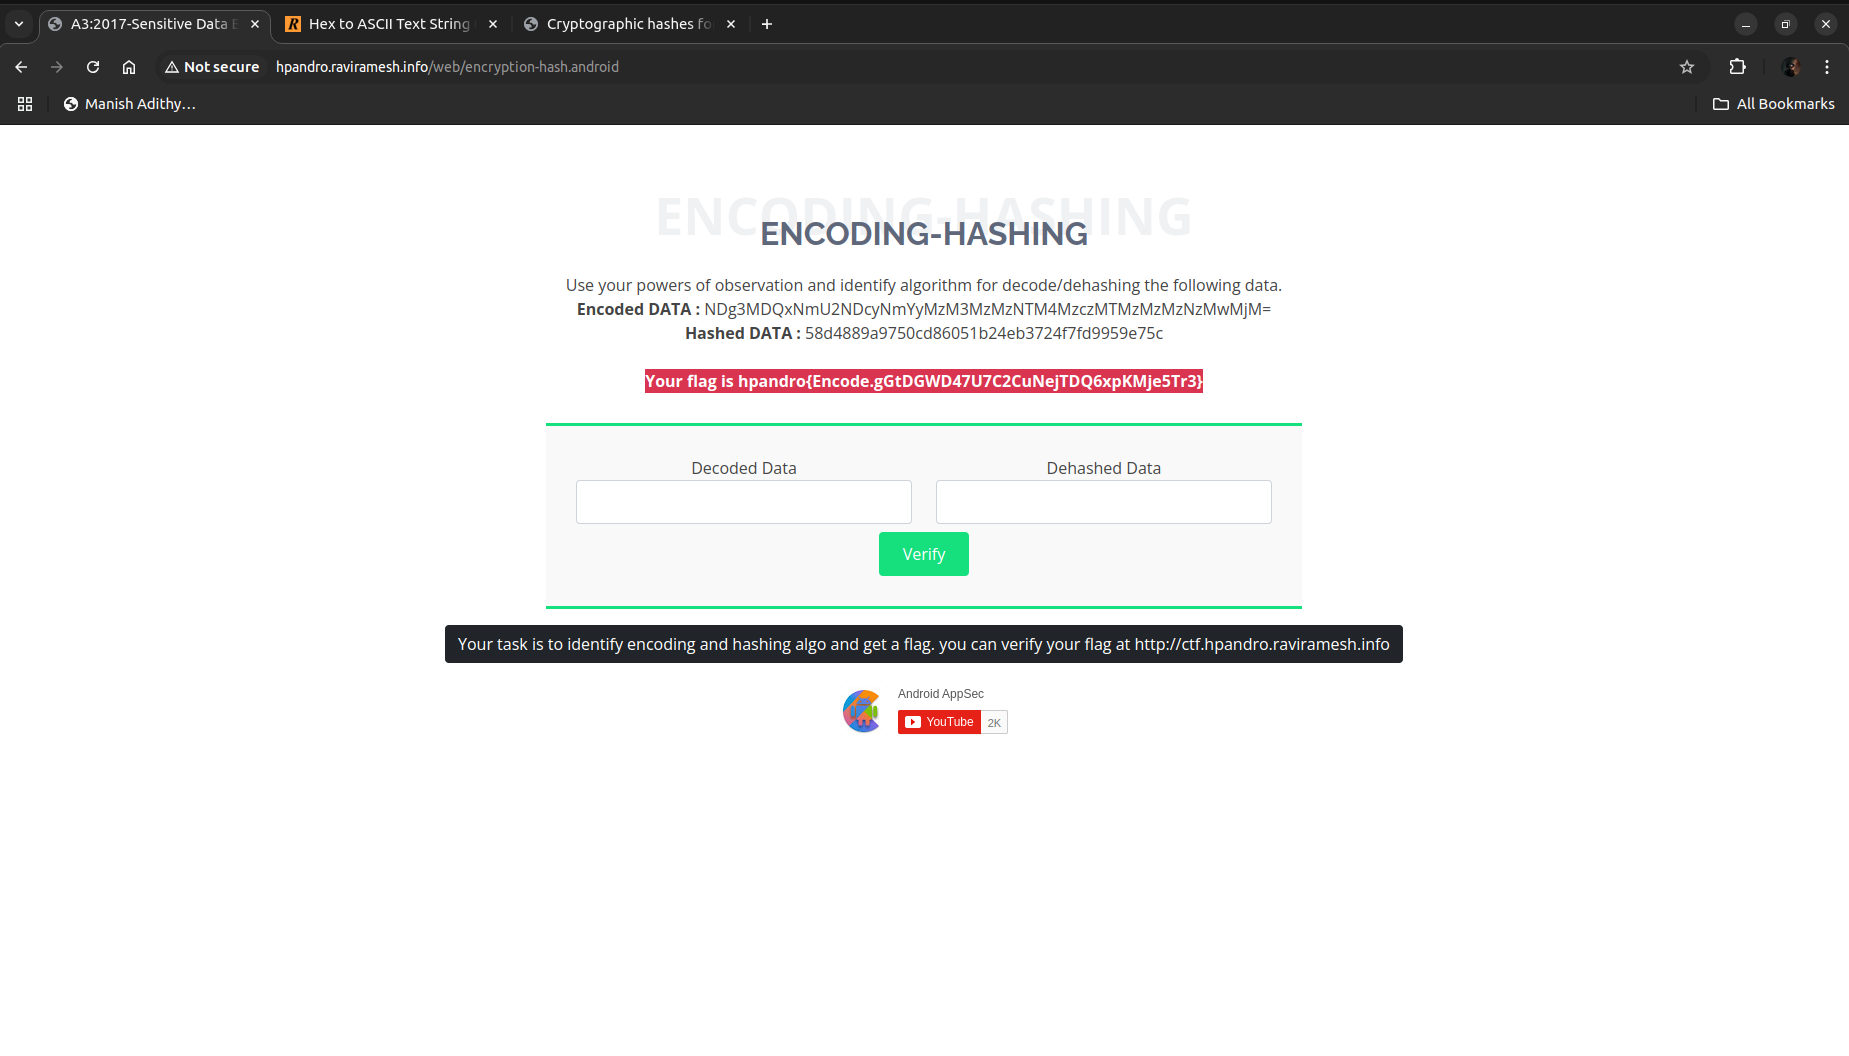 A3:2017-Sensitive Data E
Hex to ASCII Text String
Cryptographic hashes fo
Not secure
hpandro.raviramesh.info/web/encryption-hash.android
Manish Adithy…
All Bookmarks
ENCODING-HASHING
ENCODING-HASHING
Use your powers of observation and identify algorithm for decode/dehashing the following data.
Encoded DATA : NDg3MDQxNmU2NDcyNmYyMzM3MzMzNTM4MzczMTMzMzMzNzMwMjM=
Hashed DATA : 58d4889a9750cd86051b24eb3724f7fd9959e75c
Your flag is hpandro{Encode.gGtDGWD47U7C2CuNejTDQ6xpKMje5Tr3}
Decoded Data
Dehashed Data
Verify
Your task is to identify encoding and hashing algo and get a flag. you can verify your flag at http://ctf.hpandro.raviramesh.info
Android AppSec
YouTube 2K